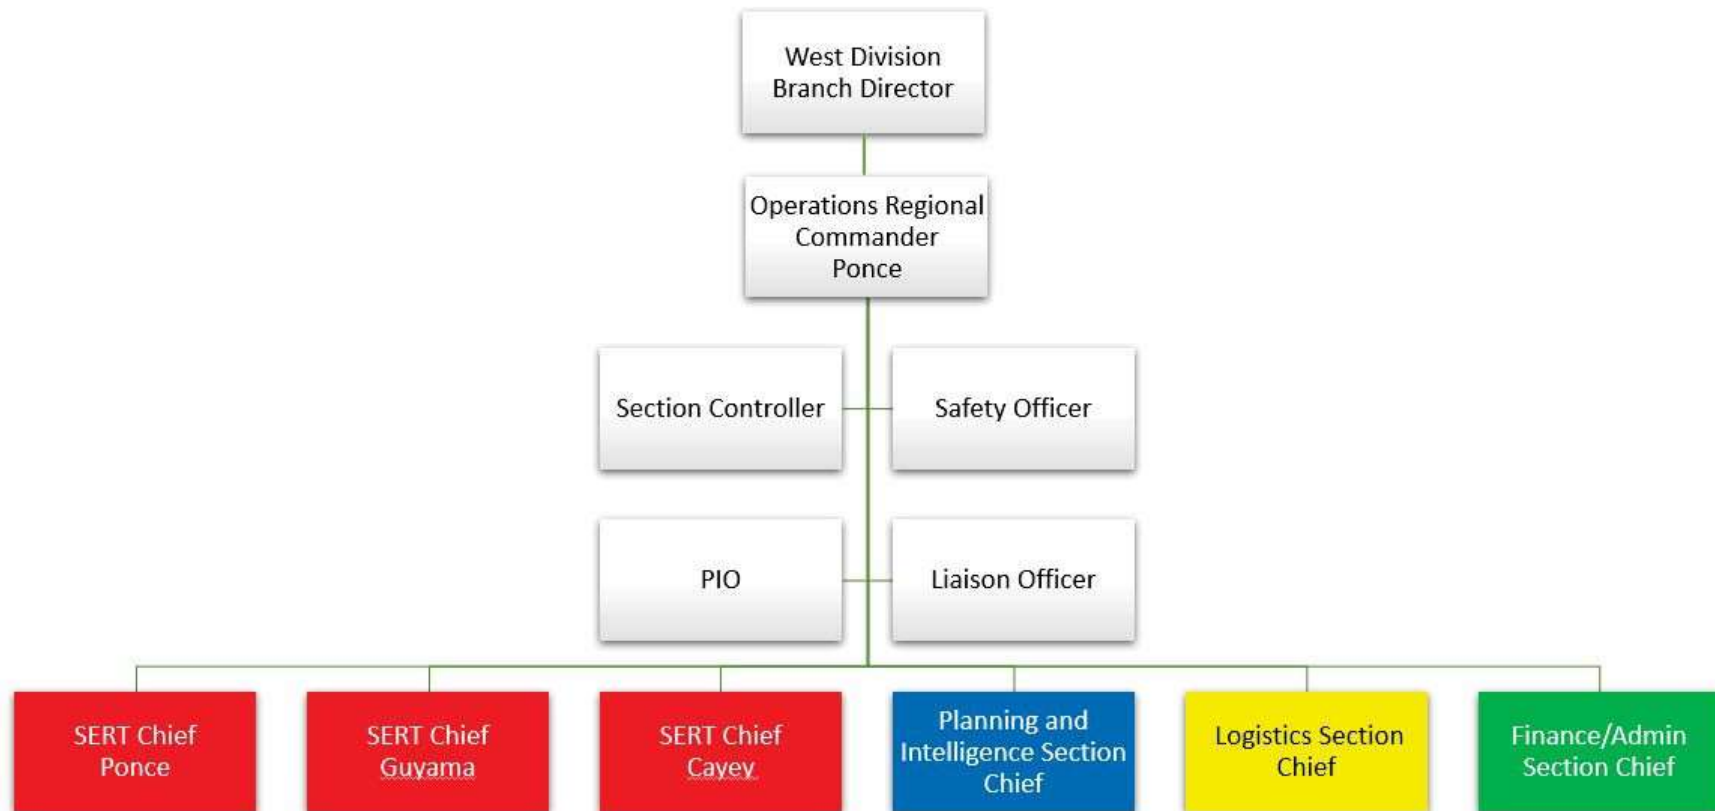 West Division
Branch Director
Operations Regional
Commander
Ponce
Section Controller
Safety Officer
PIO
Liaison Officer
SERT Chief
Ponce
SERT Chief
Guyama
SERT Chief
Cayey
Planning and
Intelligence Section
Chief
Logistics Section
Chief
Finance/Admin
Section Chief